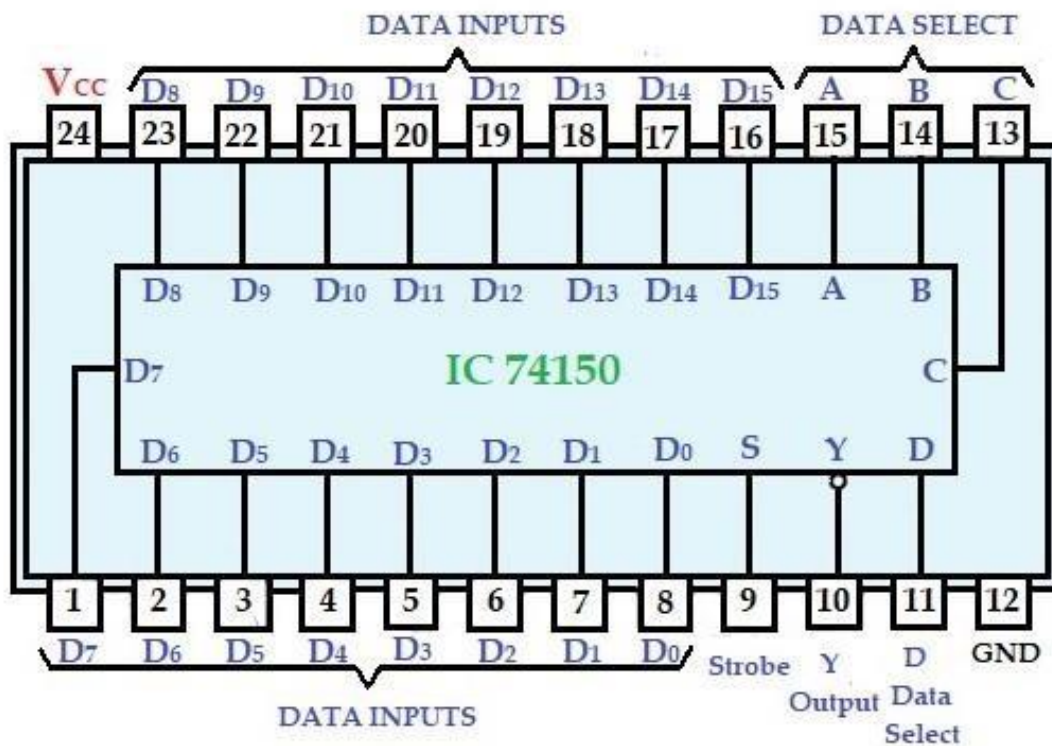 DATA INPUTS DATA SELECT
VCC D8 D9 D10 D11 D12 D13 D14 D15 A B C
24 23 22 21 20 19 18 17 16 15 14 13
D8 D9 D10 D11 D12 D13 D14 D15 A B
D7 IC 74150 C
D6 D5 D4 D3 D2 D1 D0 S Y D
1 2 3 4 5 6 7 8 9 10 11 12
D7 D6 D5 D4 D3 D2 D1 D0 Strobe Y D GND
DATA INPUTS Output Data
Select